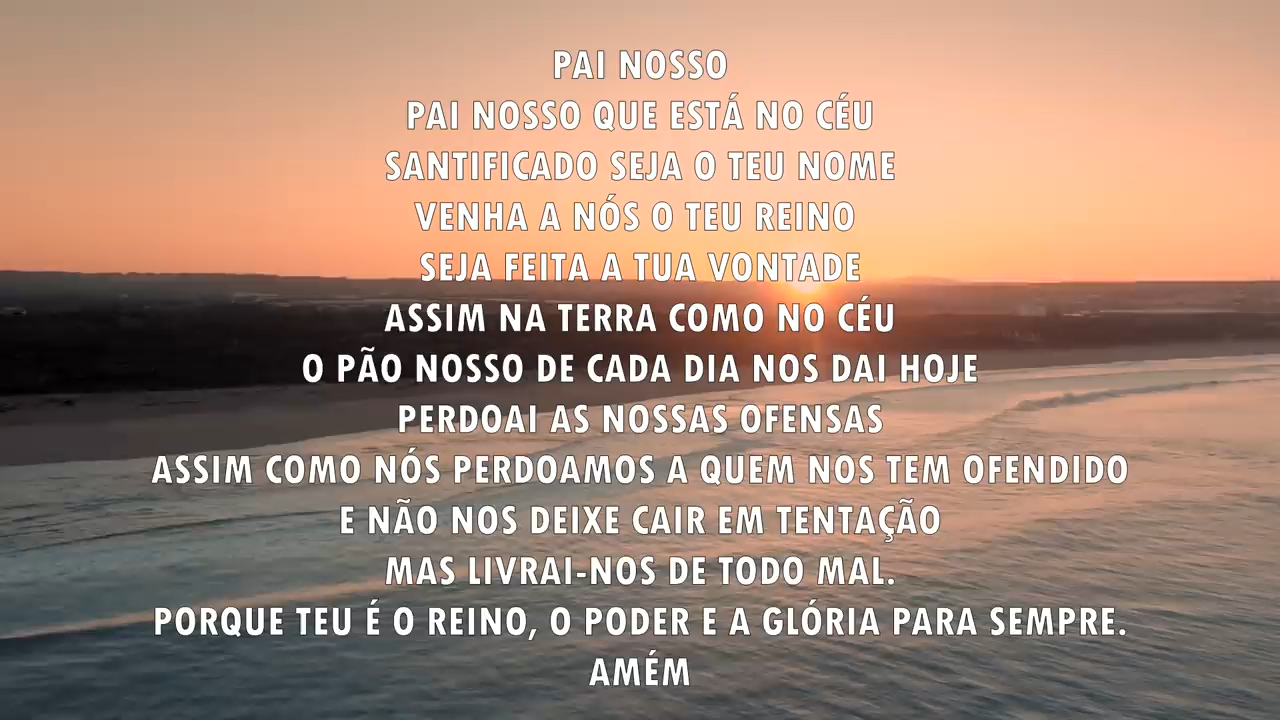 PAI NOSSO
PAI NOSSO QUE ESTÁ NO CÉU
SANTIFICADO SEJA O TEU NOME
VENHA A NÓS O TEU REINO
SEJA FEITA A TUA VONTADE
ASSIM NA TERRA COMO NO CÉU
O PÃO NOSSO DE CADA DIA NOS DAI HOJE
PERDOAI AS NOSSAS OFENSAS
ASSIM COMO NÓS PERDOAMOS A QUEM NOS TEM OFENDIDO
E NÃO NOS DEIXE CAIR EM TENTAÇÃO
MAS LIVRAI-NOS DE TODO MAL.
PORQUE TEU É O REINO, O PODER E A GLÓRIA PARA SEMPRE.
AMÉM